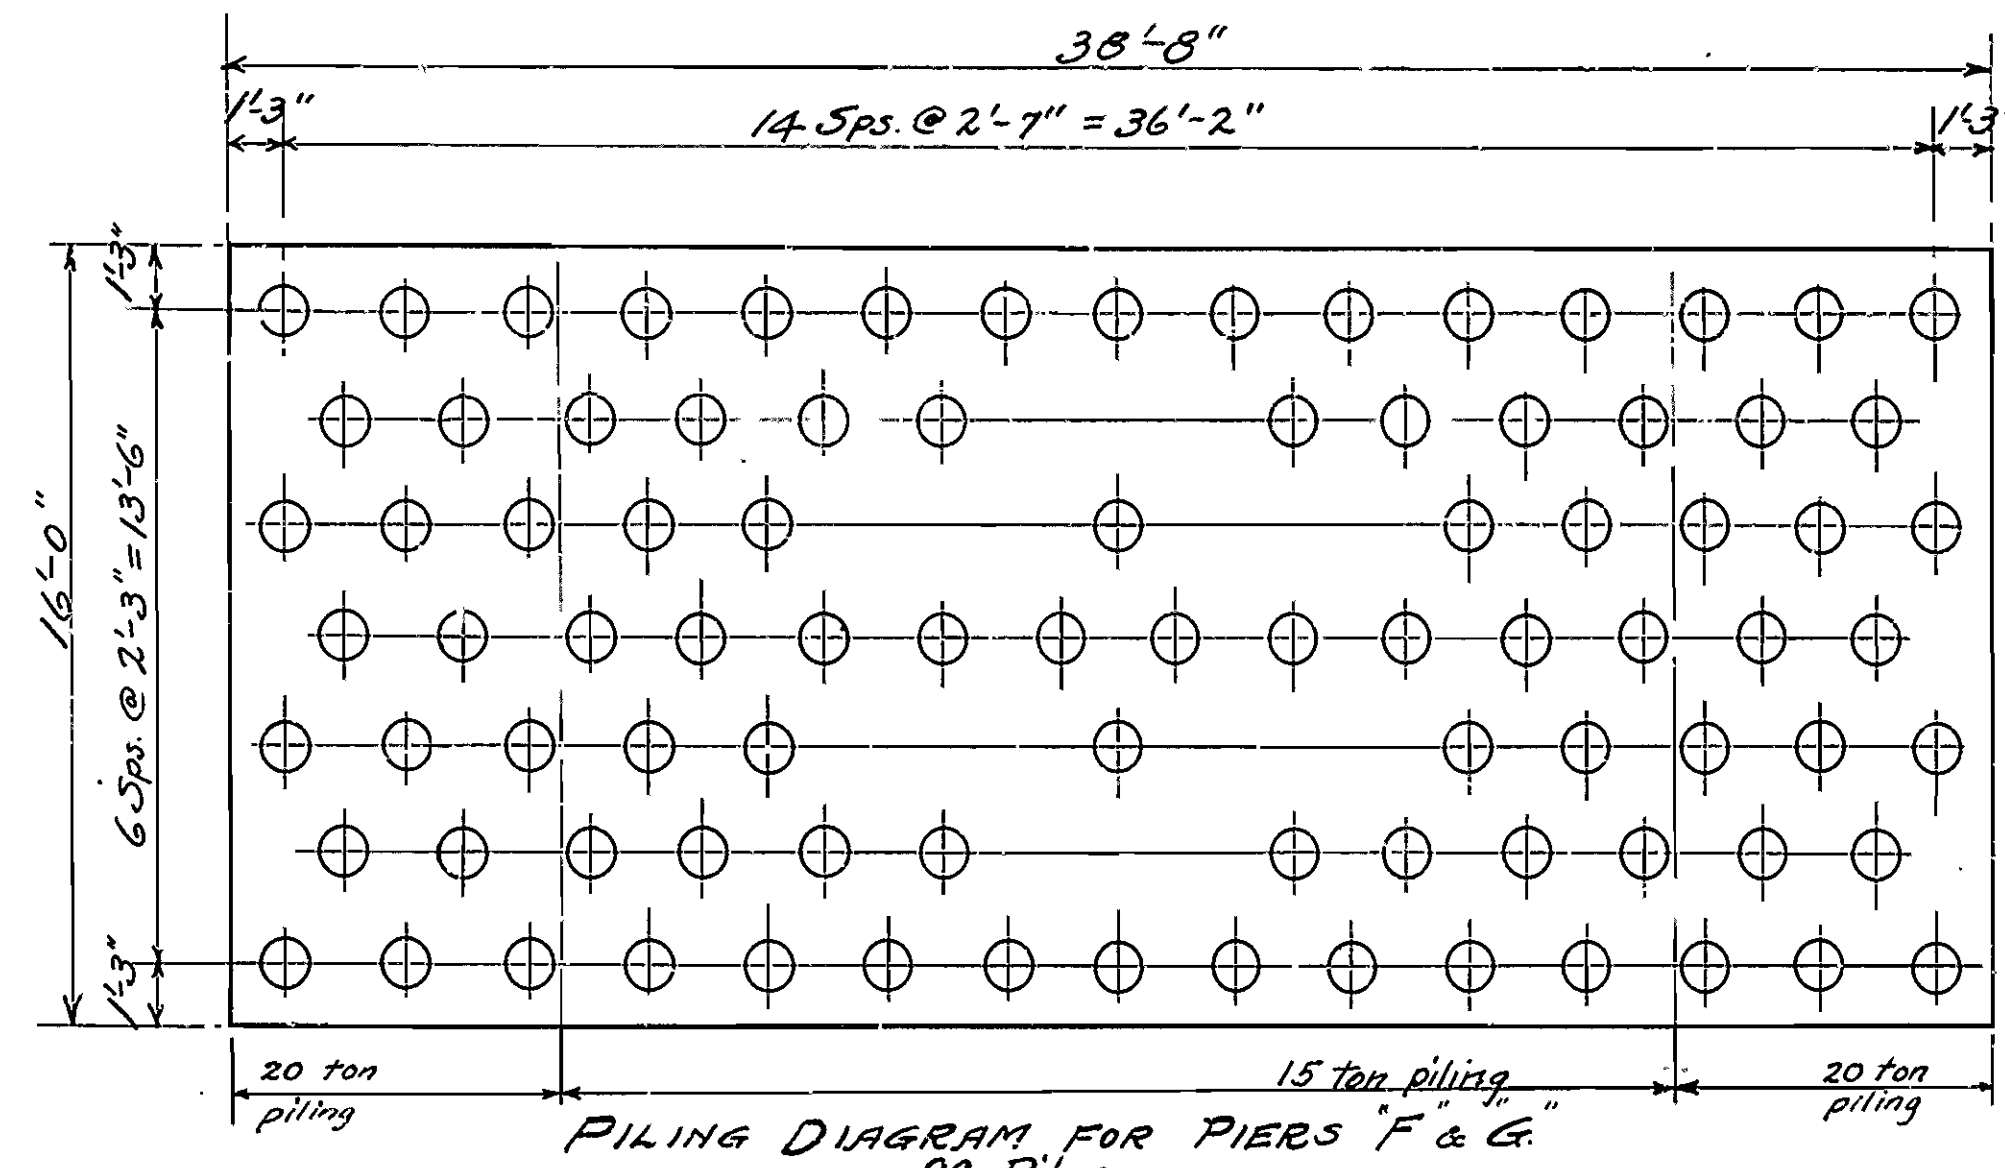 38'-8"
1'-3"
14 Sps. @ 2'-7" = 36'-2"
1'-3
1'-3"
16'-0"
6 Sps. @ 2'-3" = 13'-6"
1'-3"
20 ton
piling
15 ton piling
20 ton
piling
PILING DIAGRAM FOR PIERS "F" & "G."